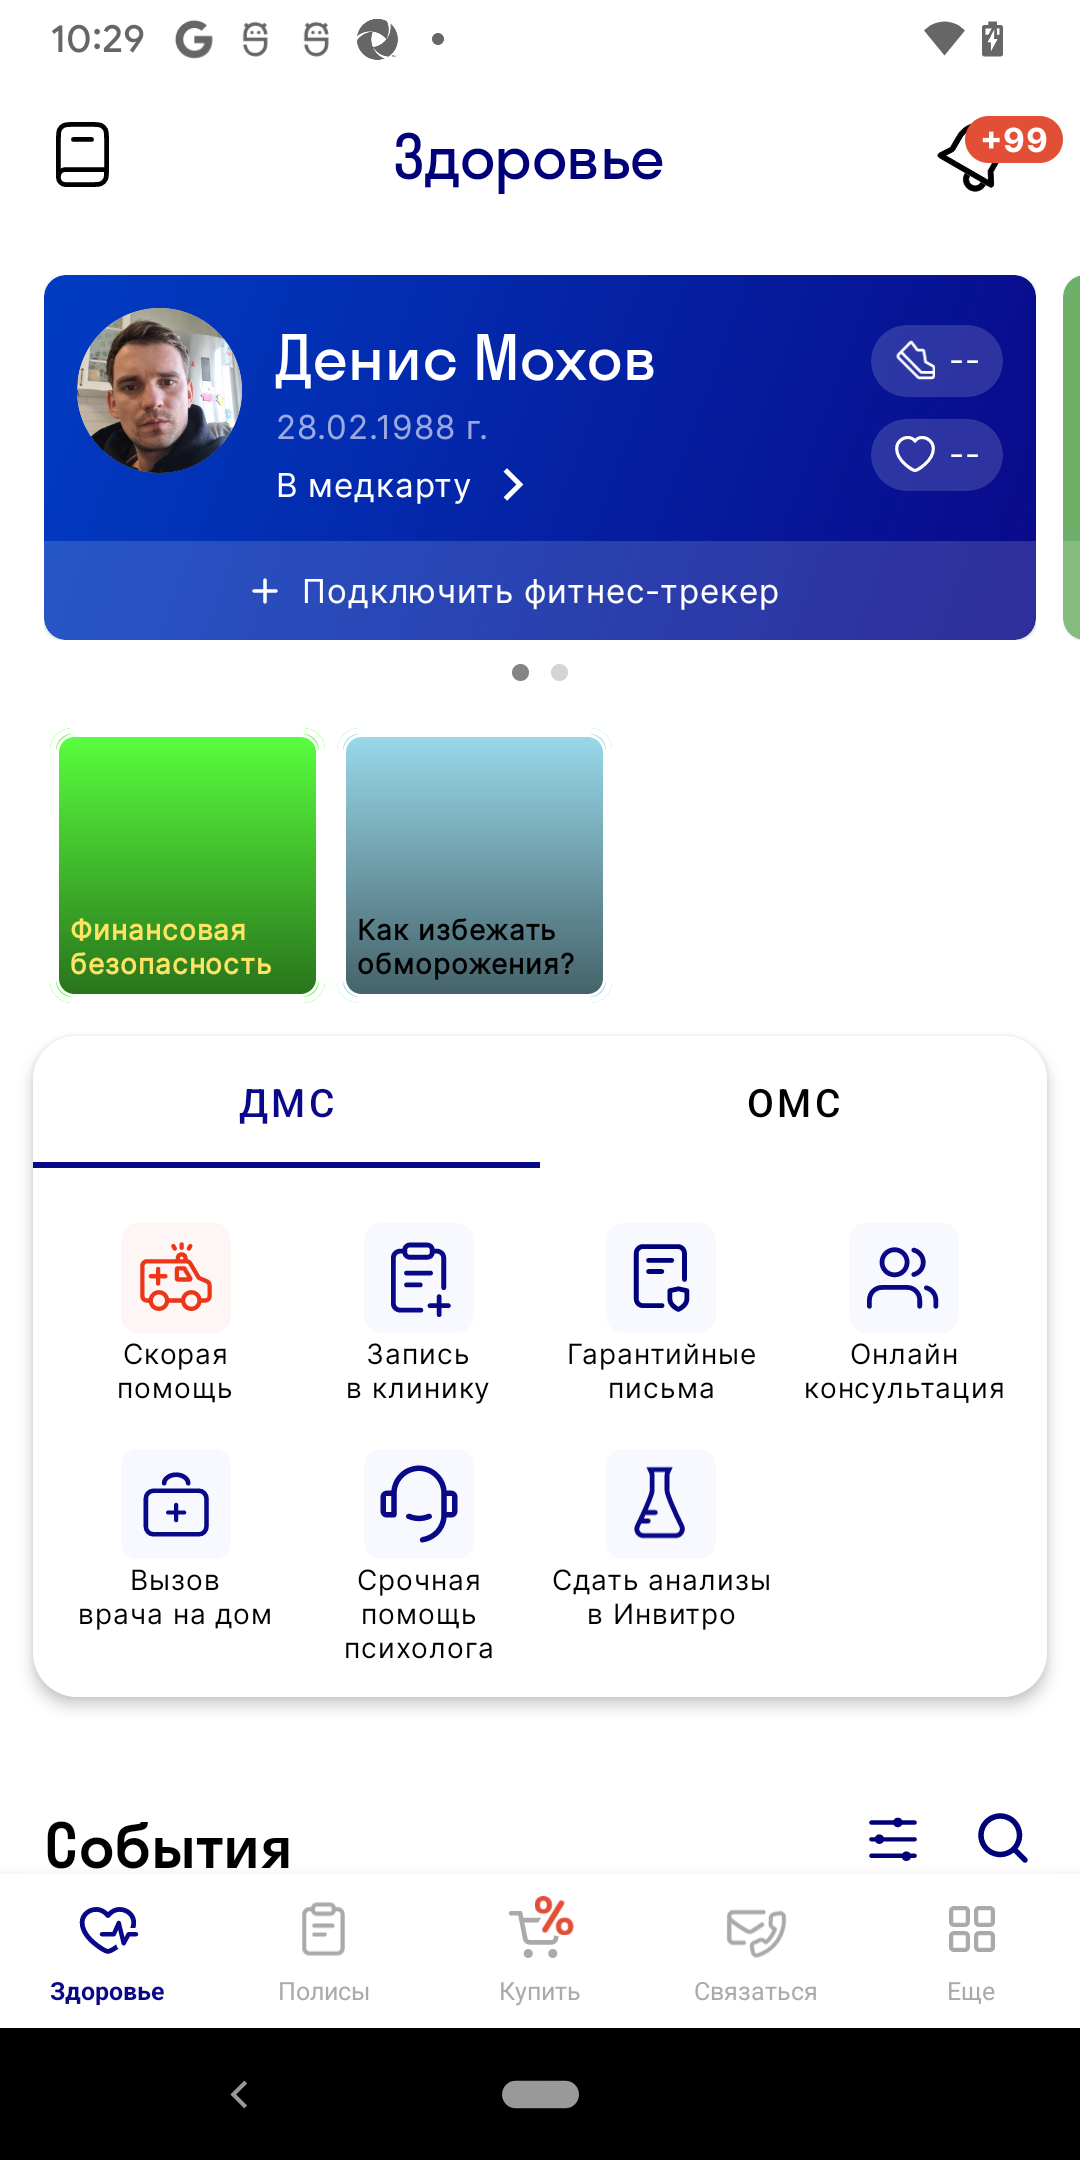 10:29
Здоровье
+99
Денис Мохов
28.02.1988 г.
В медкарту
--
--
+ Подключить фитнес-трекер
Финансовая
безопасность
Как избежать
обморожения?
ДМС
ОМС
Скорая
помощь
Запись
в клинику
Гарантийные
письма
Онлайн
консультация
Вызов
врача на дом
Срочная
помощь
психолога
Сдать анализы
в Инвитро
События
Здоровье
Полисы
%
Купить
Связаться
Еще